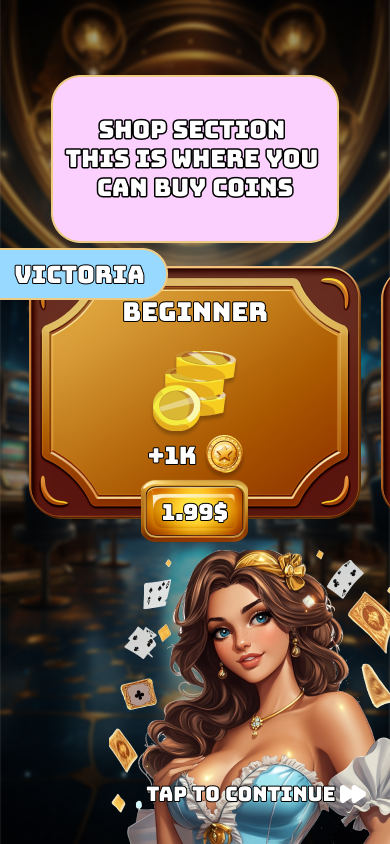 SHOP SECTION
THIS IS WHERE YOU
CAN BUY COINS
VICTORIA
BEGINNER
+1K
1.99$
TAP TO CONTINUE